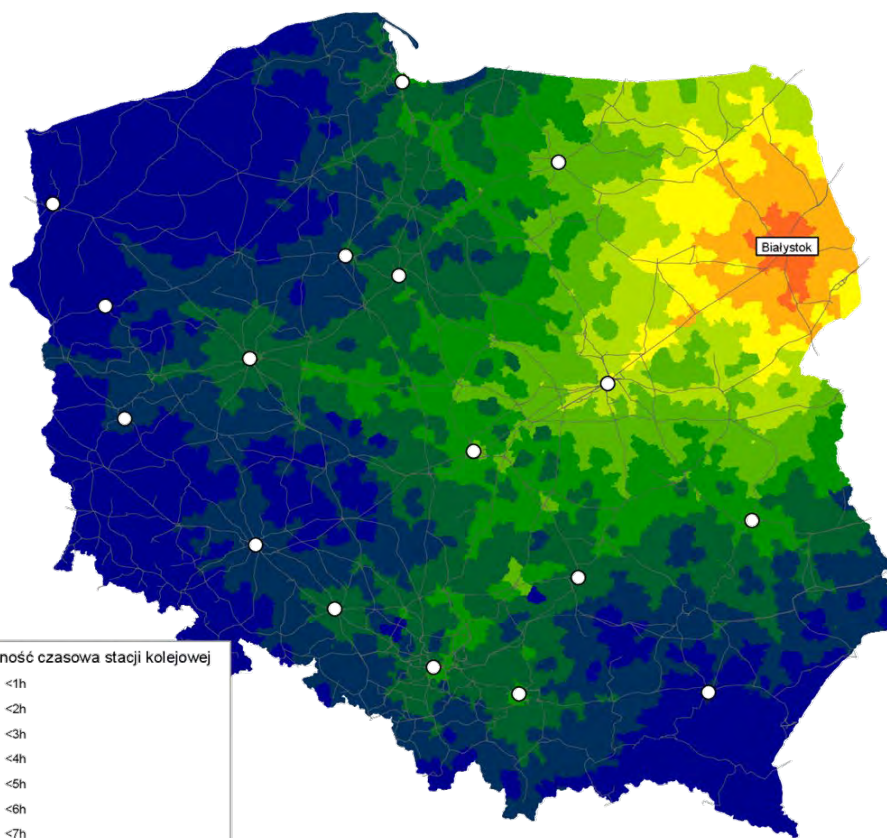 Białystok
ność czasowa stacji kolejowej
<1h
<2h
<3h
<4h
<5h
<6h
<7h